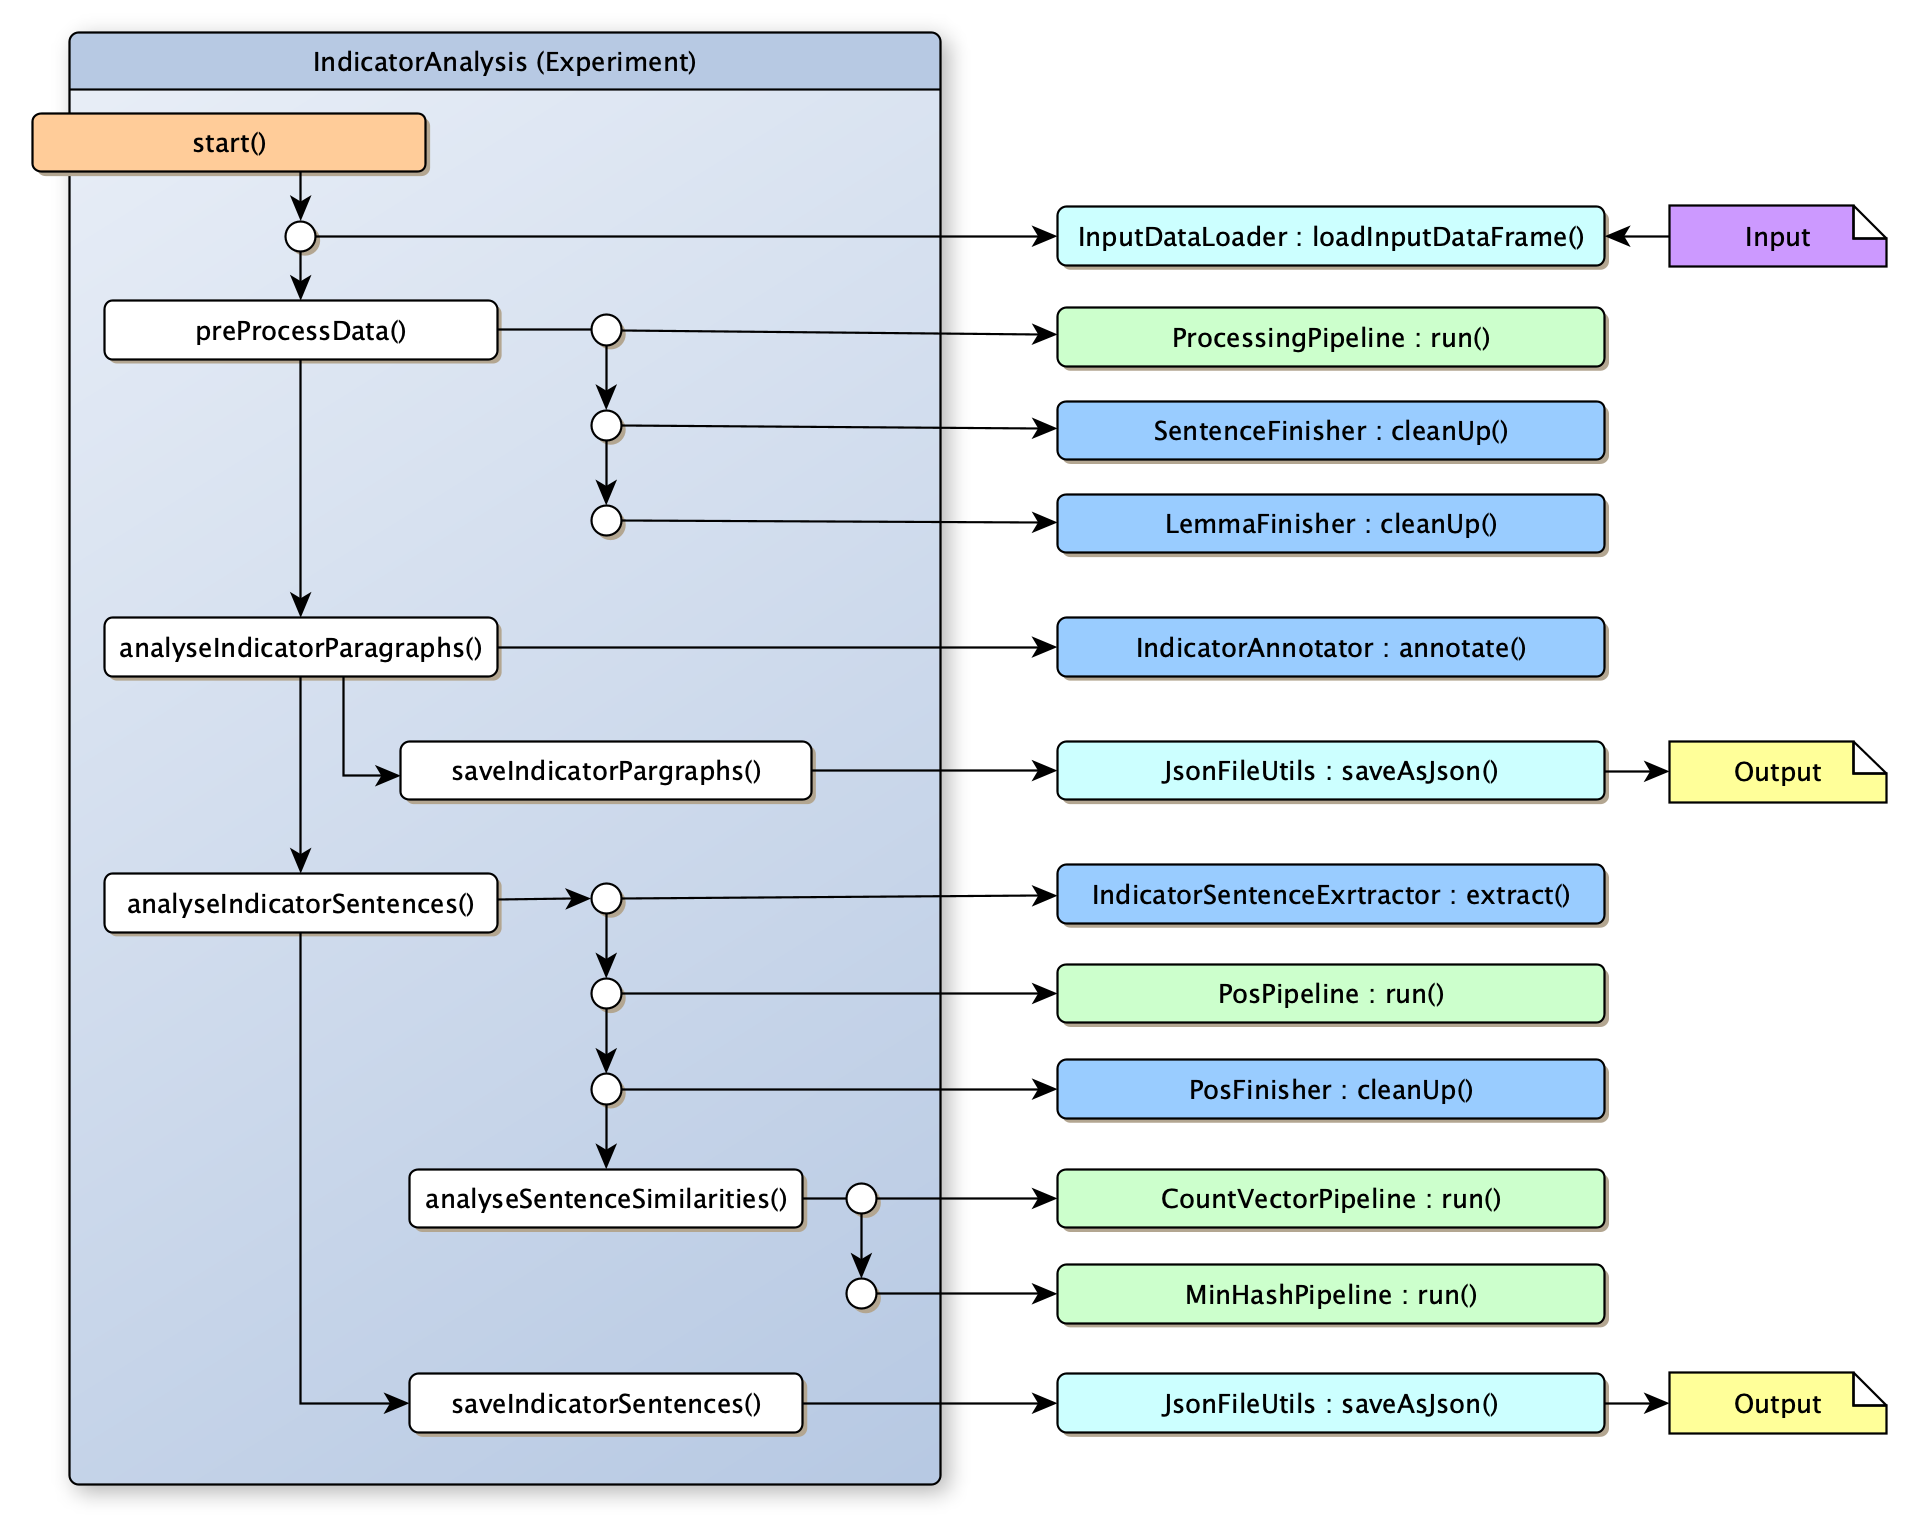 IndicatorAnalysis (Experiment)
start()
InputDataLoader : loadInputDataFrame()
Input
preProcessData()
ProcessingPipeline : run()
SentenceFinisher : cleanUp()
LemmaFinisher : cleanUp()
analyseIndicatorParagraphs()
IndicatorAnnotator : annotate()
saveIndicatorPargraphs()
JsonFileUtils : saveAsJson()
Output
analyseIndicatorSentences()
IndicatorSentenceExrtractor : extract()
PosPipeline : run()
PosFinisher : cleanUp()
analyseSentenceSimilarities()
CountVectorPipeline : run()
MinHashPipeline : run()
saveIndicatorSentences()
JsonFileUtils : saveAsJson()
Output